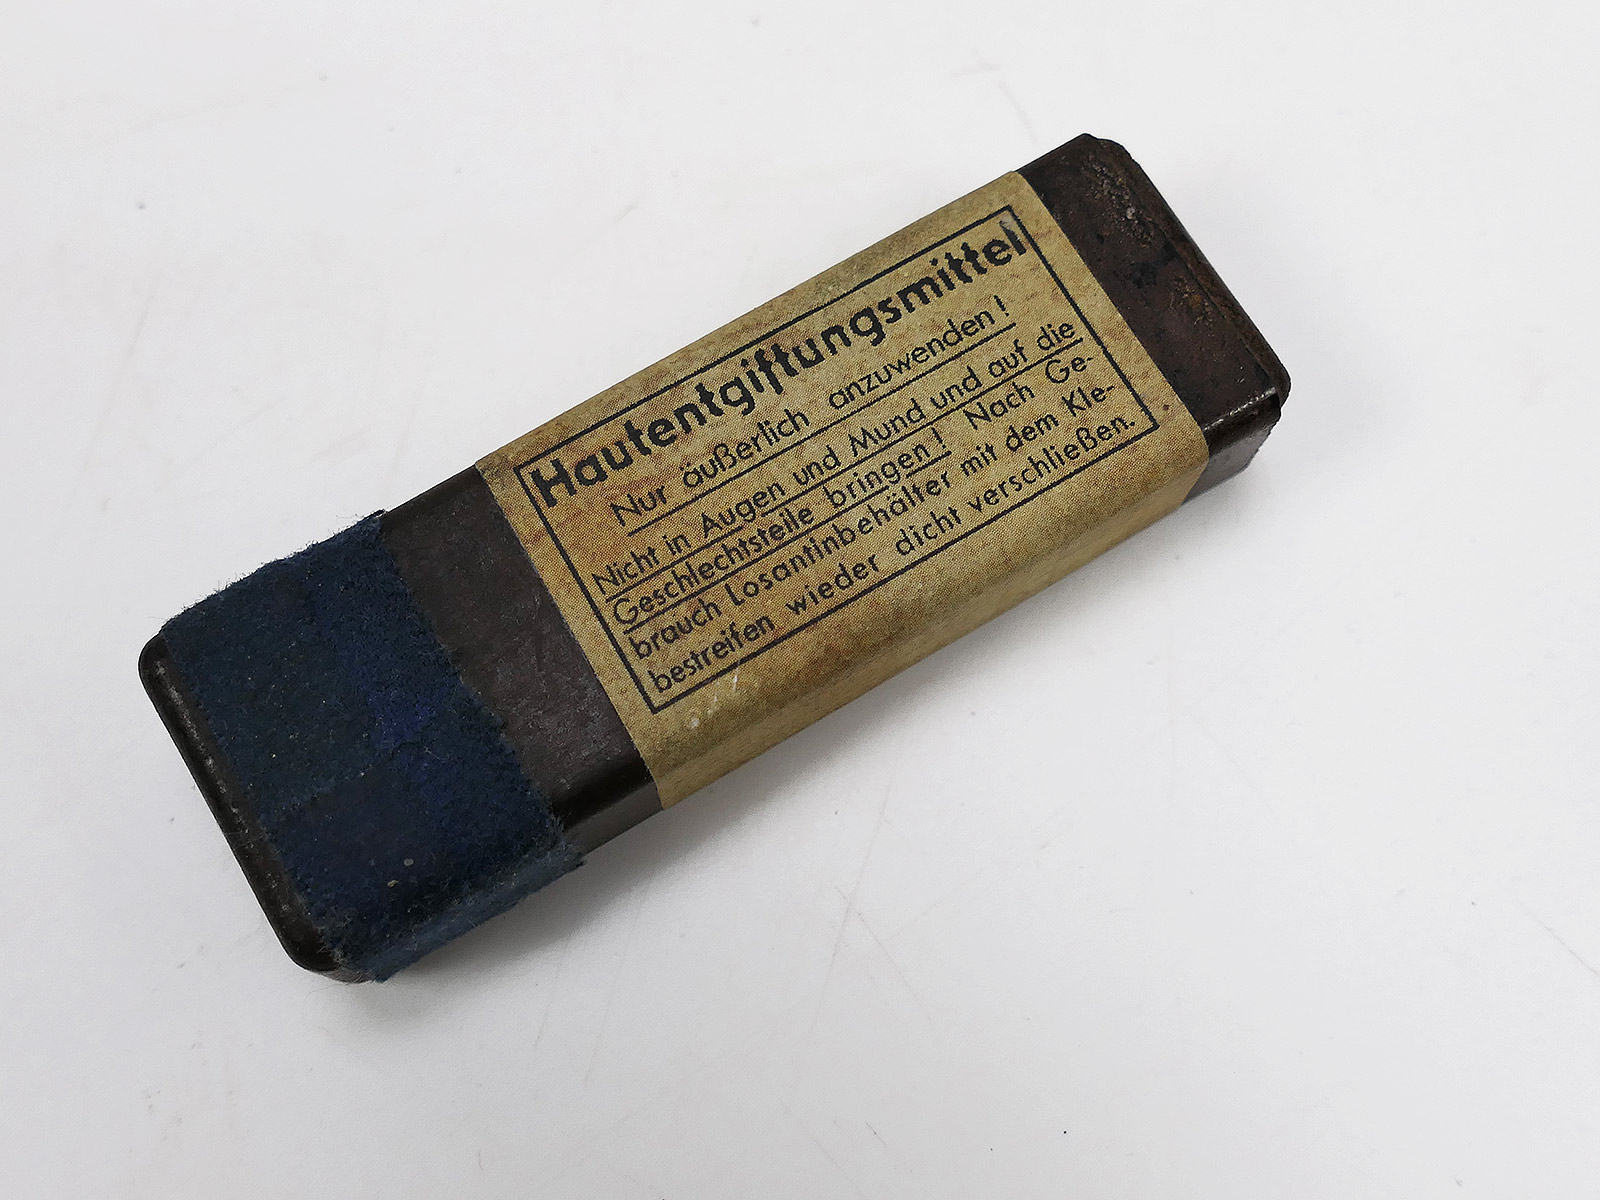 Hautentgiftungsmittel
Nur äußerlich anzuwenden!
Nicht in Augen und Mund und auf die
Geschlechtsteile bringen! Nach Ge-
brauch Losantinbehälter mit dem Kle-
bestreifen wieder dicht verschließen.